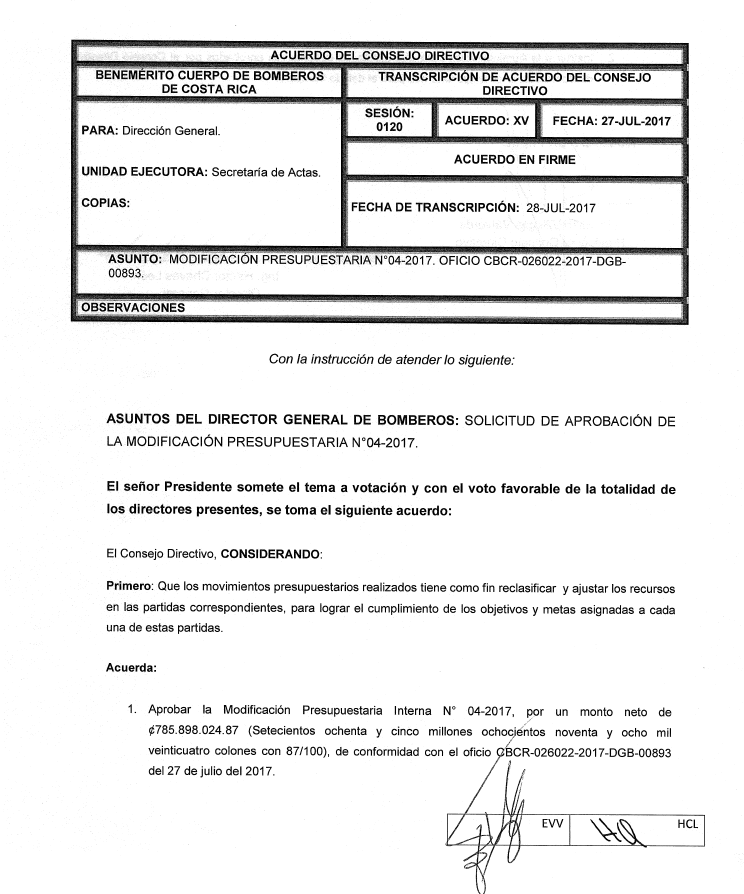 ACUERDO DEL CONSEJO DIRECTIVO
BENEMÉRITO CUERPO DE BOMBEROS
DE COSTA RICA
TRANSCRIPCIÓN DE ACUERDO DEL CONSEJO
DIRECTIVO
PARA: Dirección General.
SESIÓN:
0120
ACUERDO: XV
FECHA: 27-JUL-2017
ACUERDO EN FIRME
UNIDAD EJECUTORA: Secretaría de Actas.
COPIAS:
FECHA DE TRANSCRIPCIÓN: 28-JUL-2017
ASUNTO: MODIFICACIÓN PRESUPUESTARIA N°04-2017. OFICIO CBCR-026022-2017-DGB-
00893.
OBSERVACIONES
Con la instrucción de atender lo siguiente:
ASUNTOS DEL DIRECTOR GENERAL DE BOMBEROS: SOLICITUD DE APROBACIÓN DE
LA MODIFICACIÓN PRESUPUESTARIA N°04-2017.
El señor Presidente somete el tema a votación y con el voto favorable de la totalidad de
los directores presentes, se toma el siguiente acuerdo:
El Consejo Directivo, CONSIDERANDO:
Primero: Que los movimientos presupuestarios realizados tiene como fin reclasificar y ajustar los recursos
en las partidas correspondientes, para lograr el cumplimiento de los objetivos y metas asignadas a cada
una de estas partidas.
Acuerda:
1. Aprobar la Modificación Presupuestaria Interna N° 04-2017, por un monto neto de
¢785.898.024.87 (Setecientos ochenta y cinco millones ochocientos noventa y ocho mil
veinticuatro colones con 87/100), de conformidad con el oficio CBCR-026022-2017-DGB-00893
del 27 de julio del 2017.
EVV
HCL